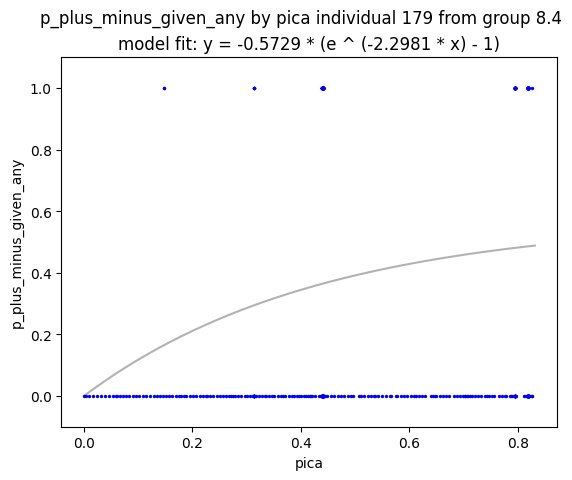 p_plus_minus_given_any by pica individual 179 from group 8.4
model fit: y = -0.5729 * (e ^ (-2.2981 * x) - 1)
1.0
0.8
0.6
0.4
0.2
0.0
p_plus_minus_given_any
0.0 0.2 0.4 0.6 0.8
pica